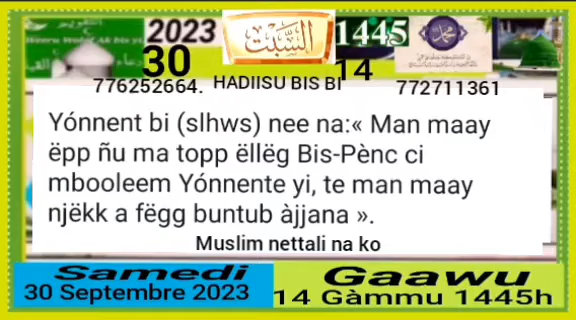 2023
السَّبْت
1445
30
14
776252664.
HADIISU BIS BI
772711361
Yónnent bi (slhws) nee na:« Man maay
ëpp ñu ma topp ëllëg Bis-Pènc ci
mbooleem Yónnente yi, te man maay
njëkk a fëgg buntub àjjana ».
Muslim nettali na ko
Samedi
Gaawu
30 Septembre 2023
14 Gàmmu 1445h